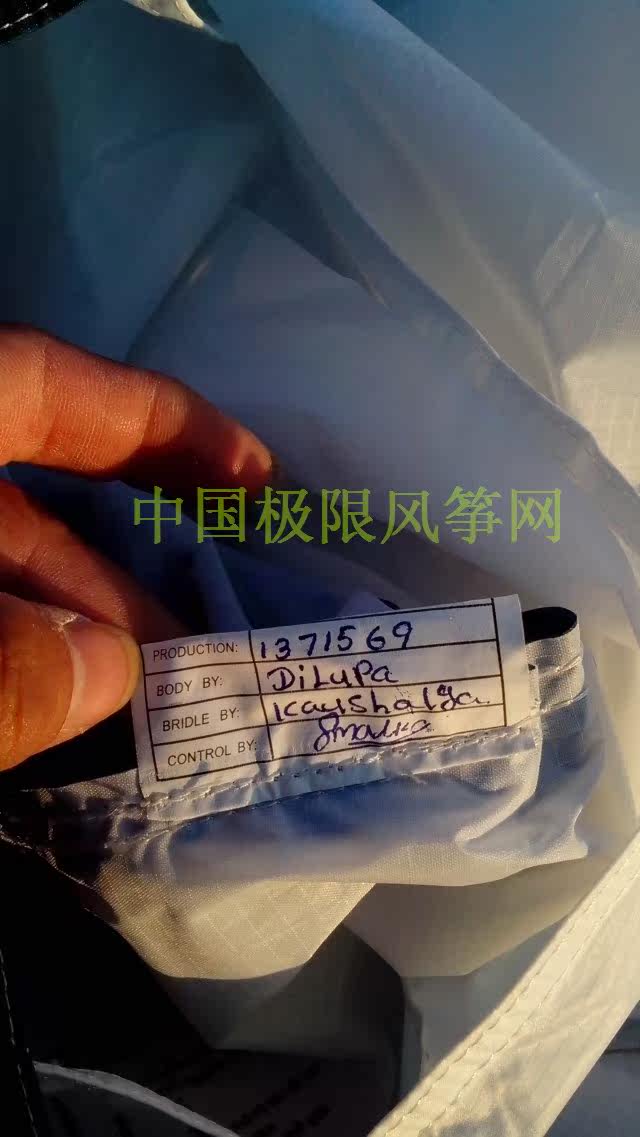 中国极限风筝网
PRODUCTION: 1371569
BODY BY: DiLuPa
BRIDLE BY: Kaushalya.
CONTROL BY: